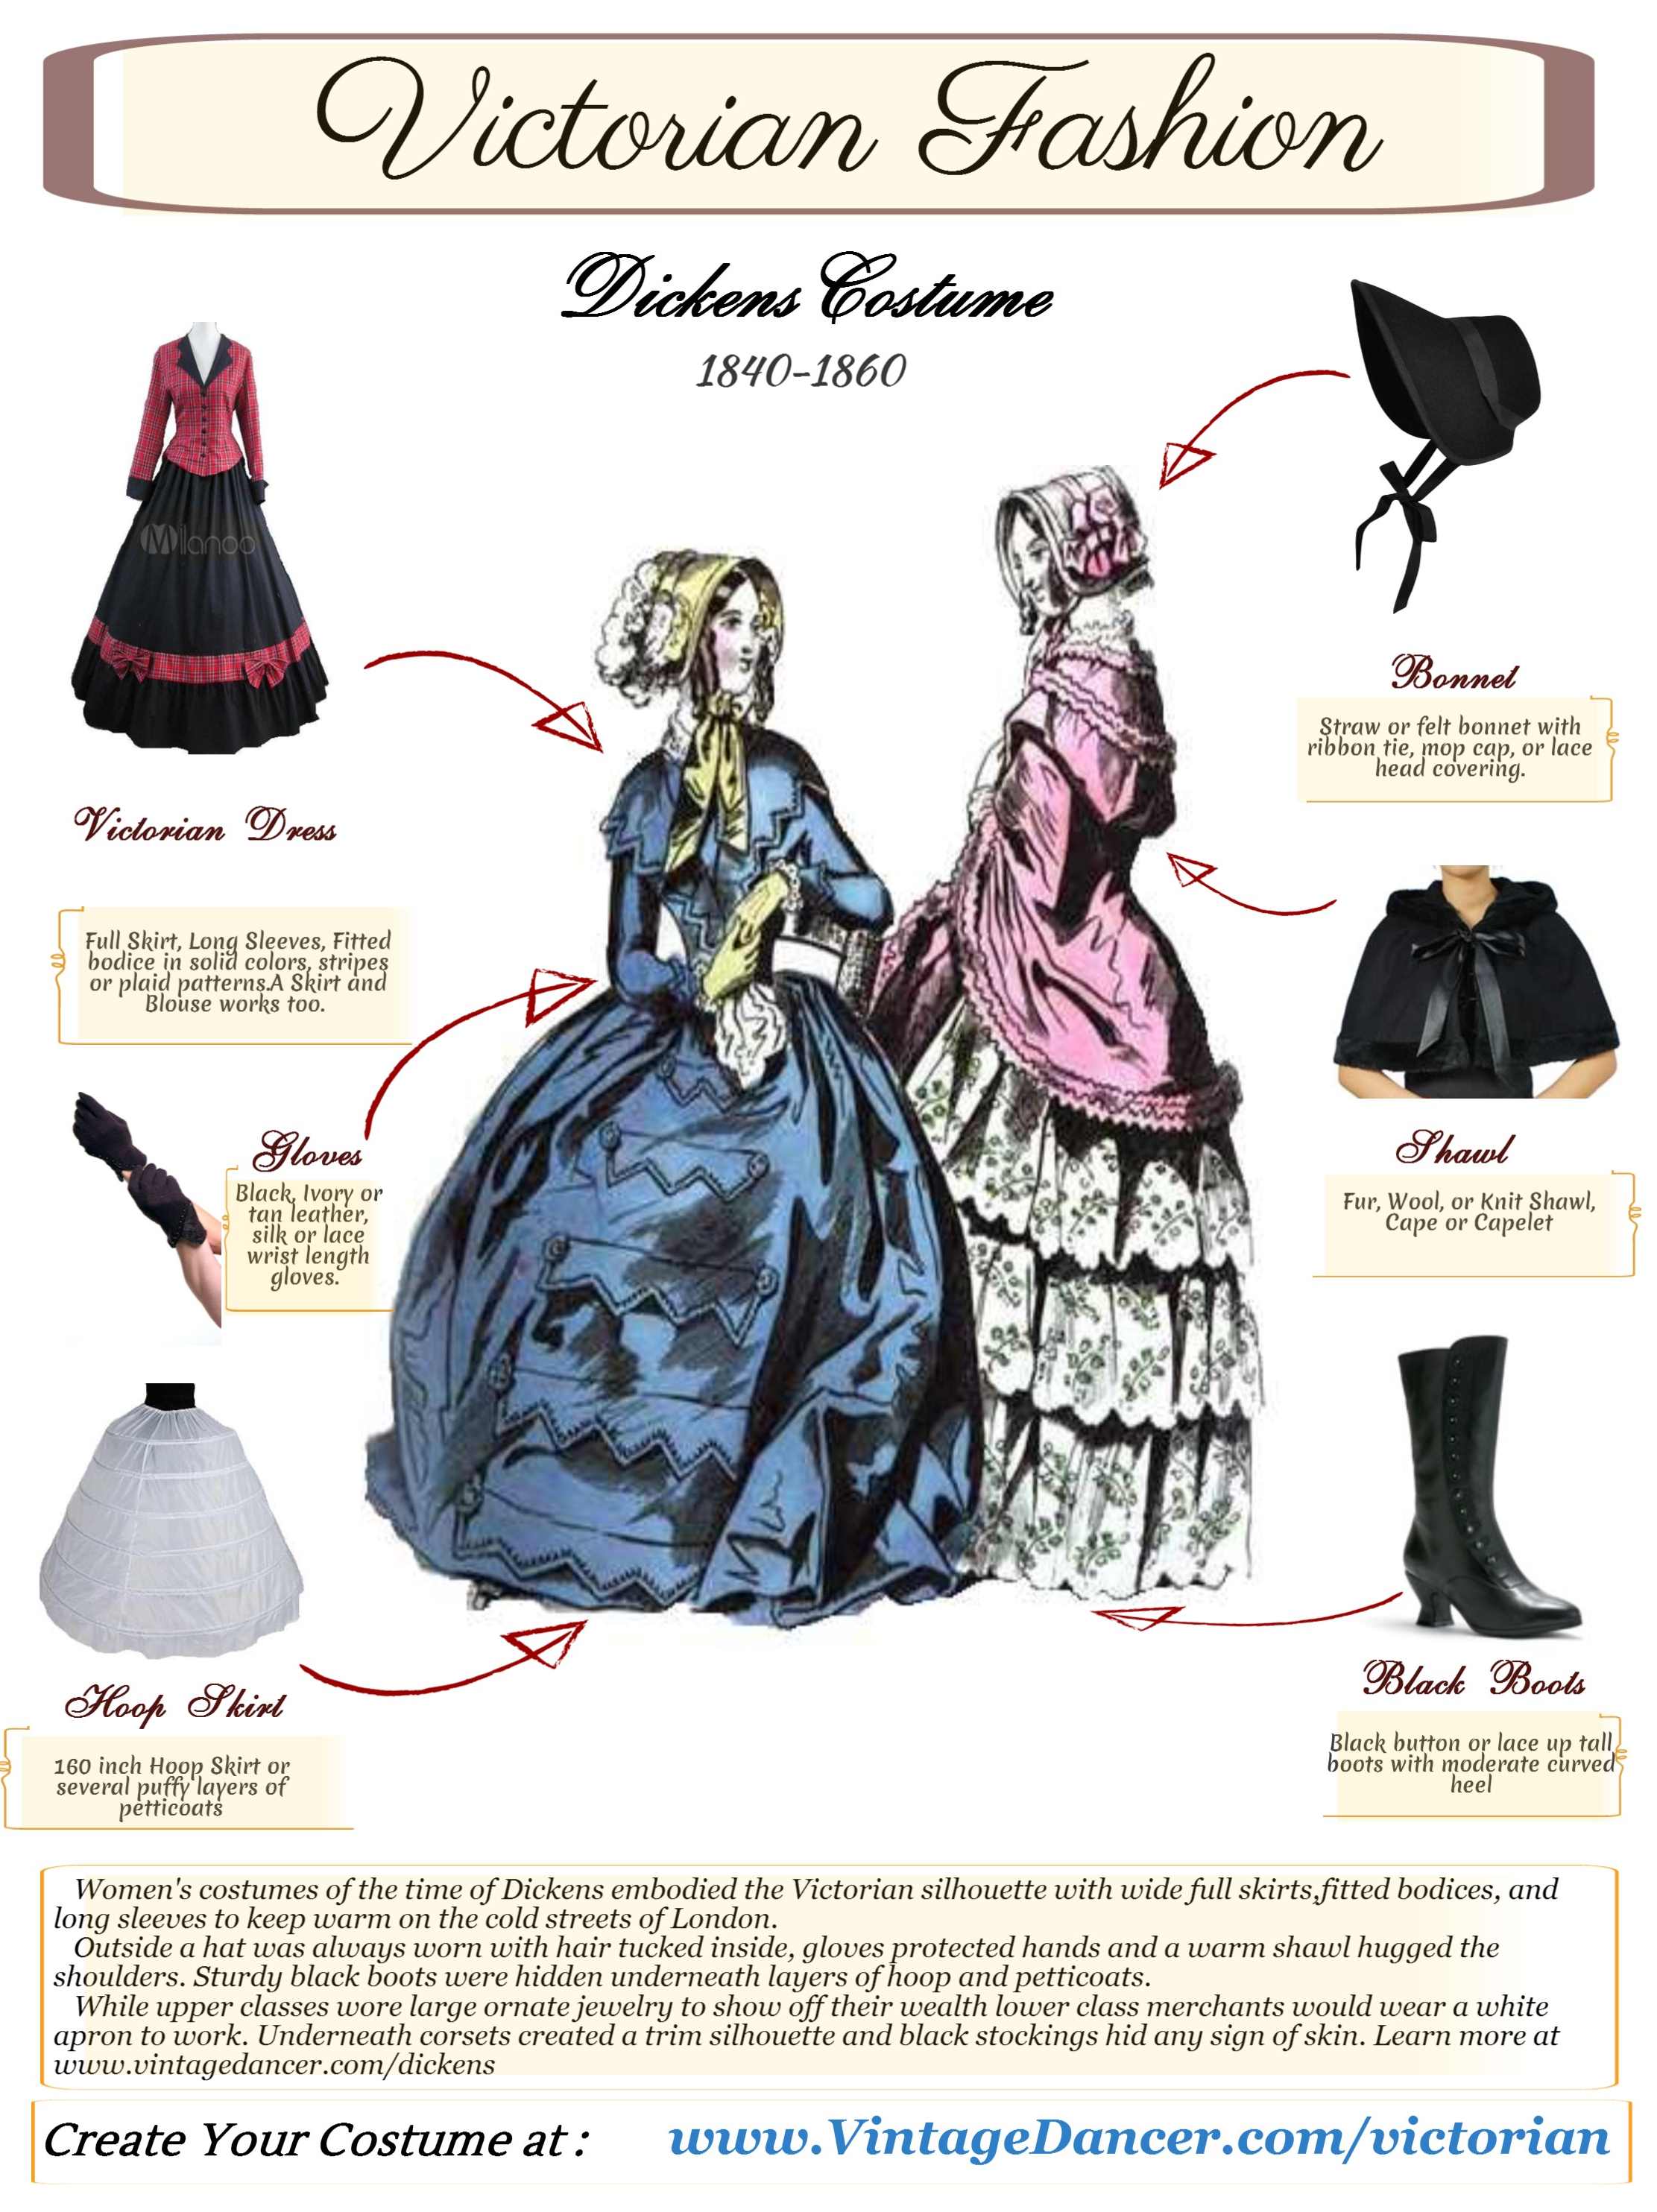 Victorian Fashion
Dickens Costume
1840-1860
Milanoo
Victorian Dress
Full Skirt, Long Sleeves, Fitted
bodice in solid colors, stripes
or plaid patterns.A Skirt and
Blouse works too.
Gloves
Black, Ivory or
tan leather,
silk or lace
wrist length
gloves.
Hoop Skirt
160 inch Hoop Skirt or
several puffy layers of
petticoats
Bonnet
Straw or felt bonnet with
ribbon tie, mop cap, or lace
head covering.
Shawl
Fur, Wool, or Knit Shawl,
Cape or Capelet
Black Boots
Black button or lace up tall
boots with moderate curved
heel
Women's costumes of the time of Dickens embodied the Victorian silhouette with wide full skirts,fitted bodices, and
long sleeves to keep warm on the cold streets of London.
Outside a hat was always worn with hair tucked inside, gloves protected hands and a warm shawl hugged the
shoulders. Sturdy black boots were hidden underneath layers of hoop and petticoats.
While upper classes wore large ornate jewelry to show off their wealth lower class merchants would wear a white
apron to work. Underneath corsets created a trim silhouette and black stockings hid any sign of skin. Learn more at
www.vintagedancer.com/dickens
Create Your Costume at : www.VintageDancer.com/victorian